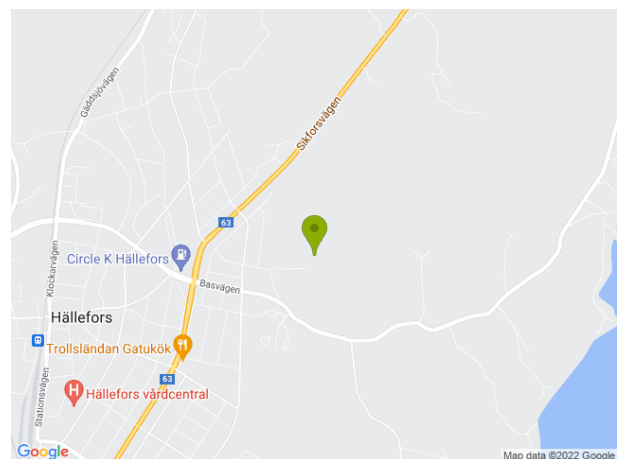 Gäddsjövägen
Sikforsvägen
63
Circle K Hällefors
Klockarvägen
Basvägen
Hällefors
Trollsländan Gatukök
63
Hällefors vårdcentral
Stationsvägen
Google
Map data ©2022 Google